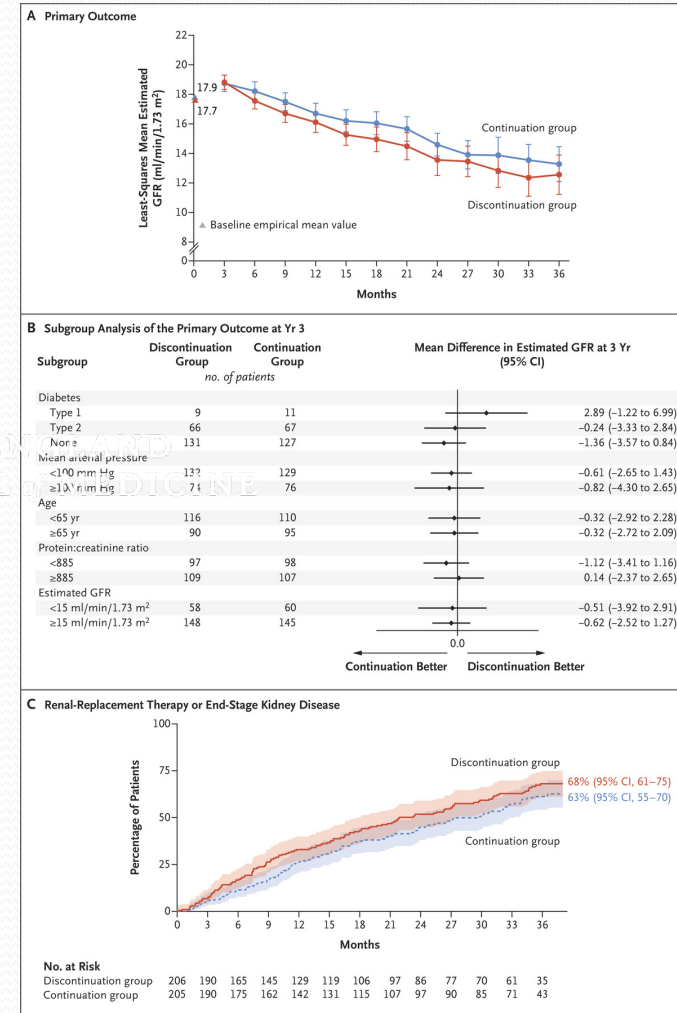 A Primary Outcome
Least-Squares Mean Estimated
GFR (ml/min/1.73 m²)
22
20
18
16
14
12
10
8
0
17.9
17.7
Continuation group
Discontinuation group
Baseline empirical mean value
0 3 6 9 12 15 18 21 24 27 30 33 36
Months
B Subgroup Analysis of the Primary Outcome at Yr 3
Subgroup
Discontinuation
Group
Continuation
Group
Mean Difference in Estimated GFR at 3 Yr
(95% CI)
no. of patients
Diabetes
Type 1 9 11 2.89 (−1.22 to 6.99)
Type 2 66 67 −0.24 (−3.33 to 2.84)
None 131 127 −1.36 (−3.57 to 0.84)
Mean arterial pressure
<100 mm Hg 132 129 −0.61 (−2.65 to 1.43)
≥100 mm Hg 74 76 −0.82 (−4.30 to 2.65)
Age
<65 yr 116 110 −0.32 (−2.92 to 2.28)
≥65 yr 90 95 −0.32 (−2.72 to 2.09)
Protein:creatinine ratio
<885 97 98 −1.12 (−3.41 to 1.16)
≥885 109 107 0.14 (−2.37 to 2.65)
Estimated GFR
<15 ml/min/1.73 m² 58 60 −0.51 (−3.92 to 2.91)
≥15 ml/min/1.73 m² 148 145 −0.62 (−2.52 to 1.27)
0.0
Continuation Better Discontinuation Better
C Renal-Replacement Therapy or End-Stage Kidney Disease
Percentage of Patients
100
75
50
25
0
Discontinuation group
68% (95% CI, 61–75)
63% (95% CI, 55–70)
Continuation group
0 3 6 9 12 15 18 21 24 27 30 33 36
Months
No. at Risk
Discontinuation group 206 190 165 145 129 119 106 97 86 77 70 61 35
Continuation group 205 190 175 162 142 131 115 107 97 90 85 71 43